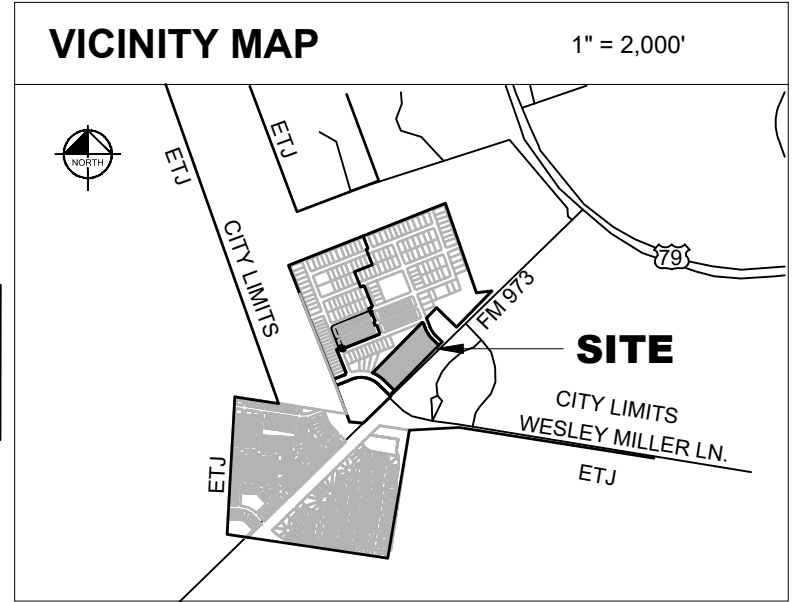 VICINITY MAP
1" = 2,000'
NORTH
ETJ
ETJ
CITY LIMITS
79
FM 973
SITE
CITY LIMITS
WESLEY MILLER LN.
ETJ
ETJ